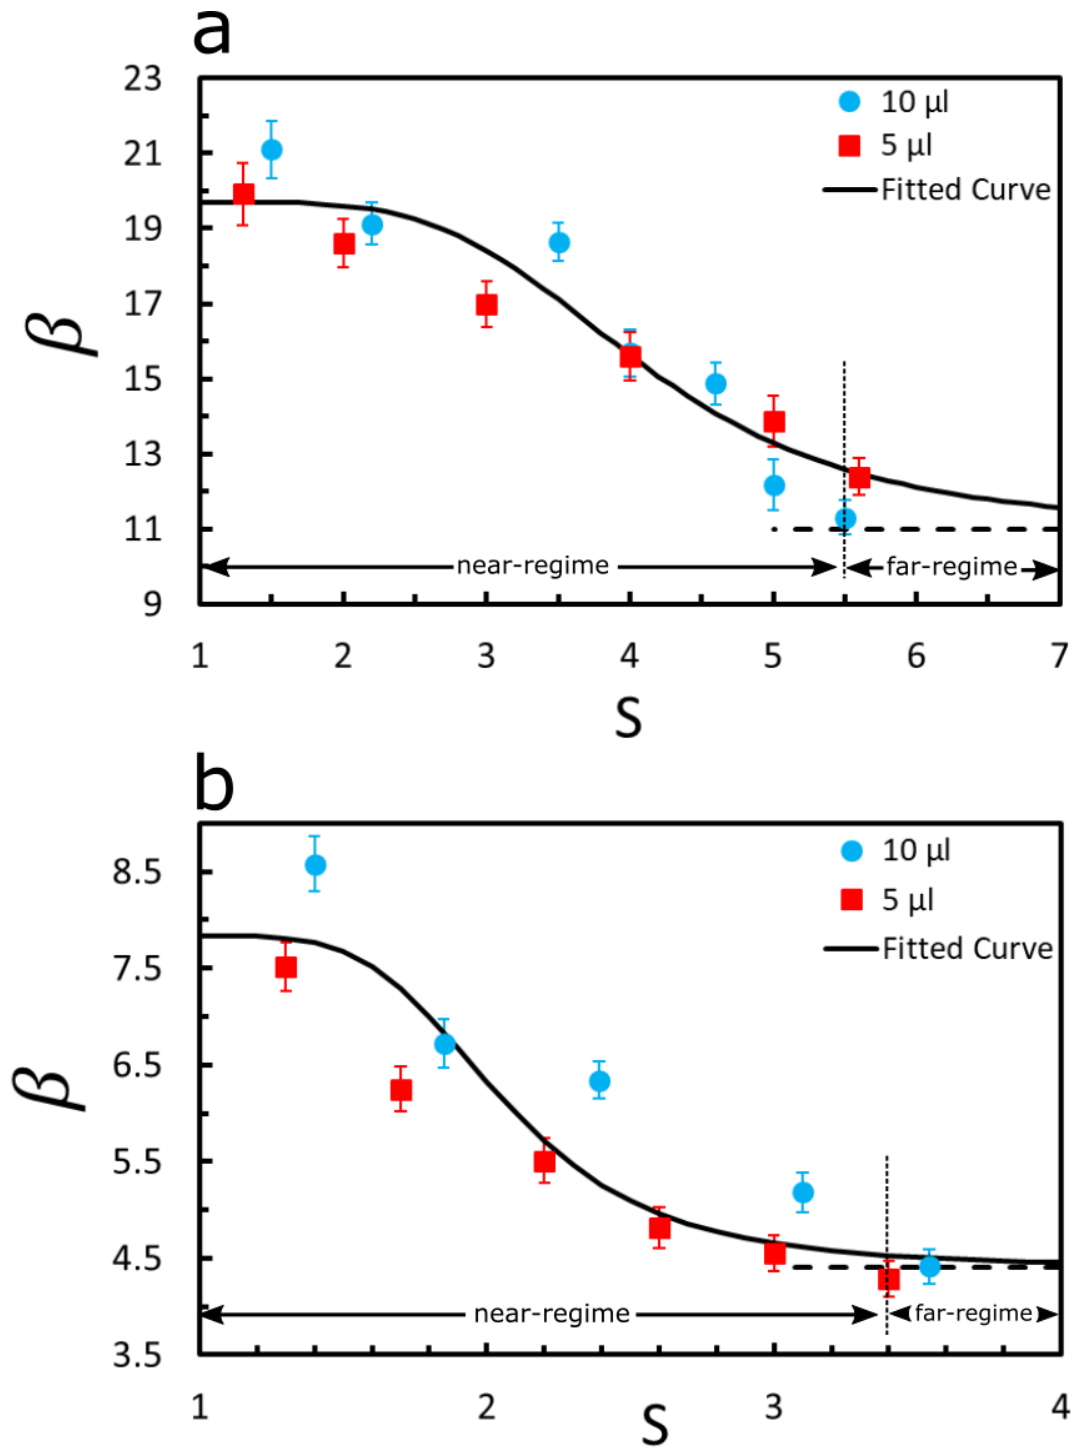 a
23
21
19
17
15
13
11
9
β
10 µl
5 µl
Fitted Curve
near-regime
far-regime
1 2 3 4 5 6 7
S
b
8.5
7.5
6.5
5.5
4.5
3.5
β
10 µl
5 µl
Fitted Curve
near-regime
far-regime
1 2 3 4
S